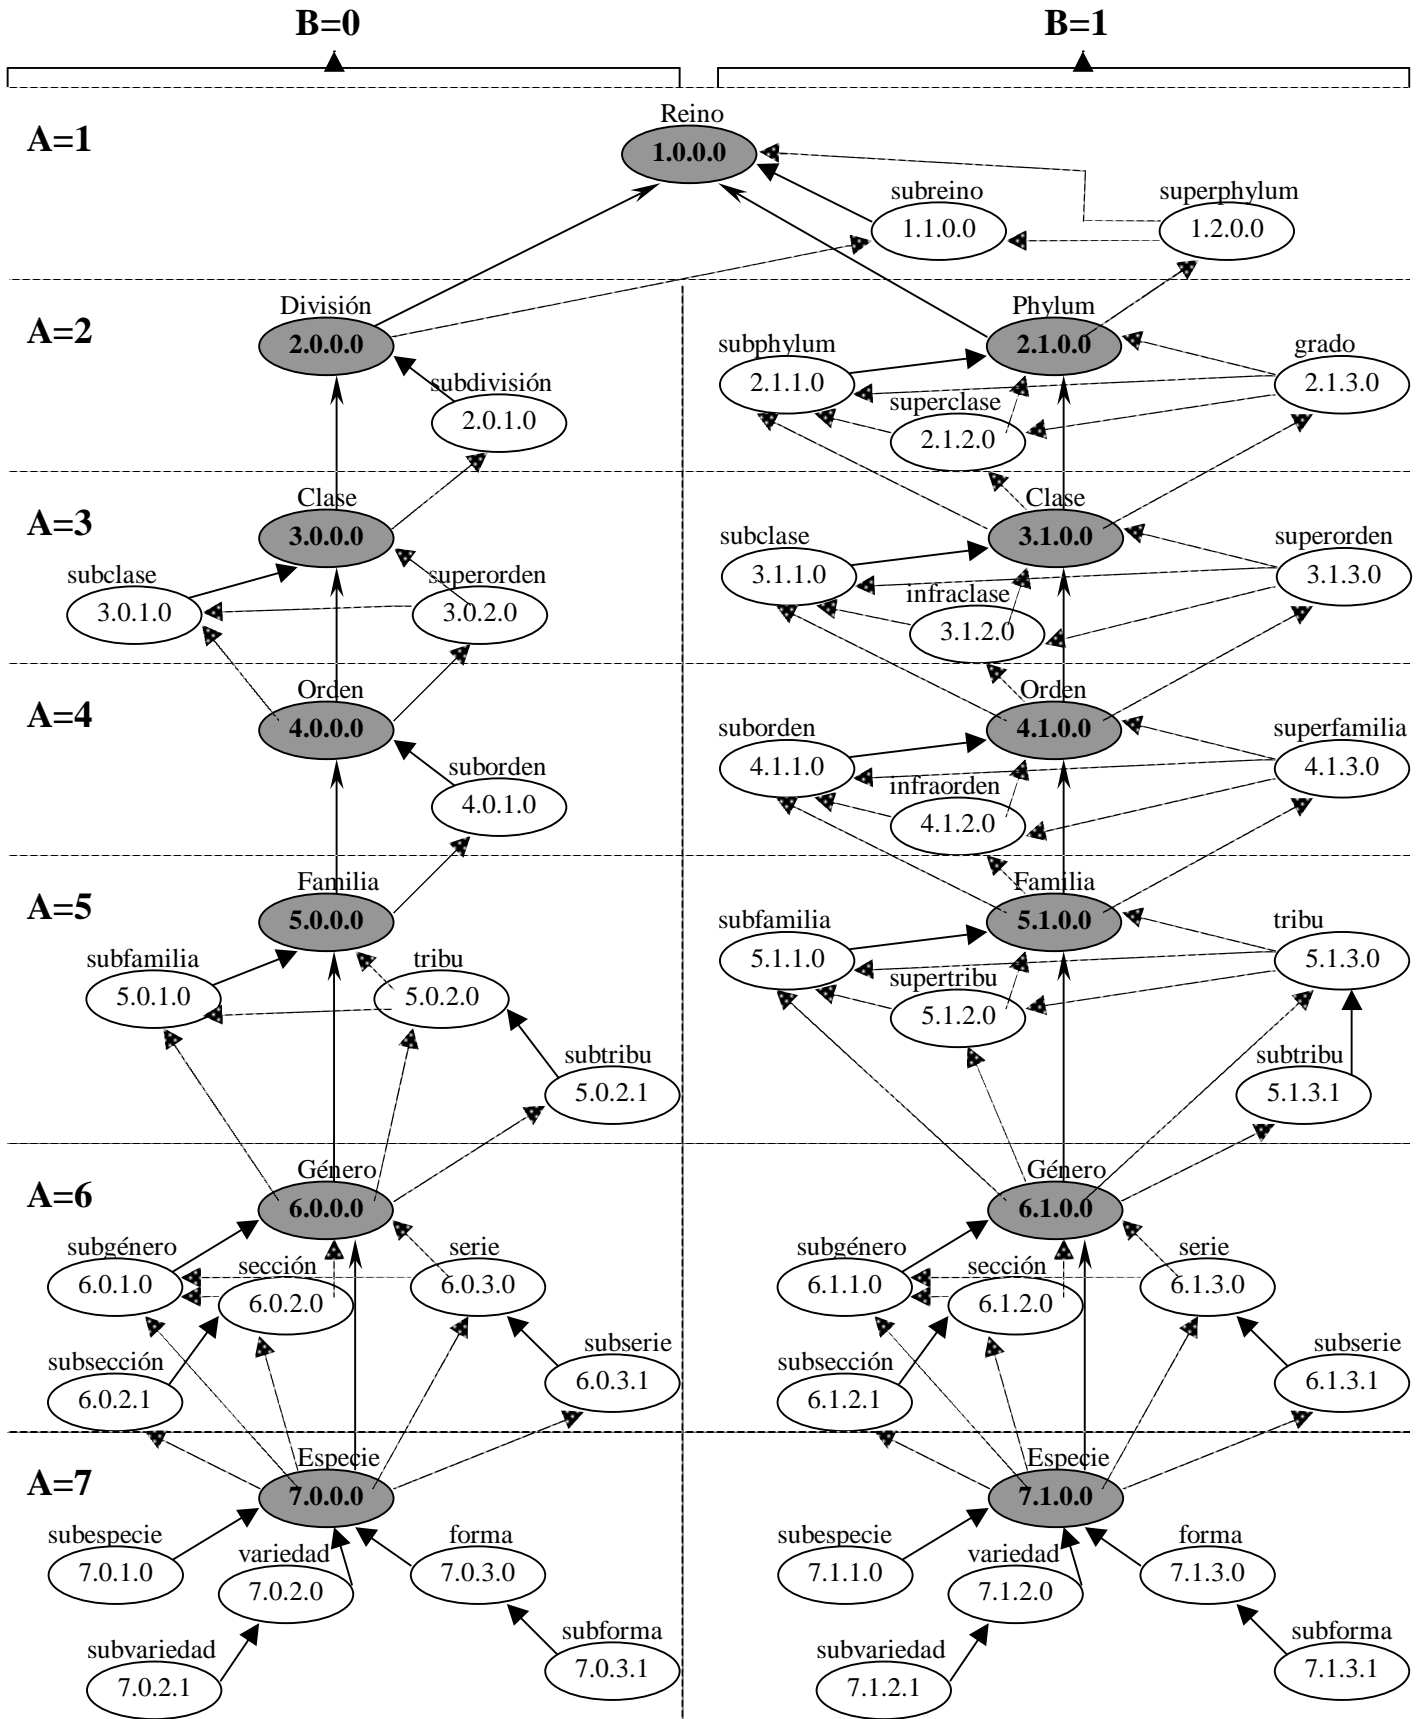 B=0
B=1
A=1
Reino
1.0.0.0
subreino
1.1.0.0
superphylum
1.2.0.0
A=2
División
2.0.0.0
subdivisión
2.0.1.0
Phylum
2.1.0.0
subphylum
2.1.1.0
superclase
2.1.2.0
grado
2.1.3.0
A=3
Clase
3.0.0.0
subclase
3.0.1.0
superorden
3.0.2.0
Clase
3.1.0.0
subclase
3.1.1.0
infraclase
3.1.2.0
superorden
3.1.3.0
A=4
Orden
4.0.0.0
suborden
4.0.1.0
Orden
4.1.0.0
suborden
4.1.1.0
infraorden
4.1.2.0
superfamilia
4.1.3.0
A=5
Familia
5.0.0.0
subfamilia
5.0.1.0
tribu
5.0.2.0
subtribu
5.0.2.1
Familia
5.1.0.0
subfamilia
5.1.1.0
supertribu
5.1.2.0
tribu
5.1.3.0
subtribu
5.1.3.1
A=6
Género
6.0.0.0
subgénero
6.0.1.0
sección
6.0.2.0
serie
6.0.3.0
subsección
6.0.2.1
subserie
6.0.3.1
Género
6.1.0.0
subgénero
6.1.1.0
sección
6.1.2.0
serie
6.1.3.0
subsección
6.1.2.1
subserie
6.1.3.1
A=7
Especie
7.0.0.0
subespecie
7.0.1.0
variedad
7.0.2.0
forma
7.0.3.0
subvariedad
7.0.2.1
subforma
7.0.3.1
Especie
7.1.0.0
subespecie
7.1.1.0
variedad
7.1.2.0
forma
7.1.3.0
subvariedad
7.1.2.1
subforma
7.1.3.1